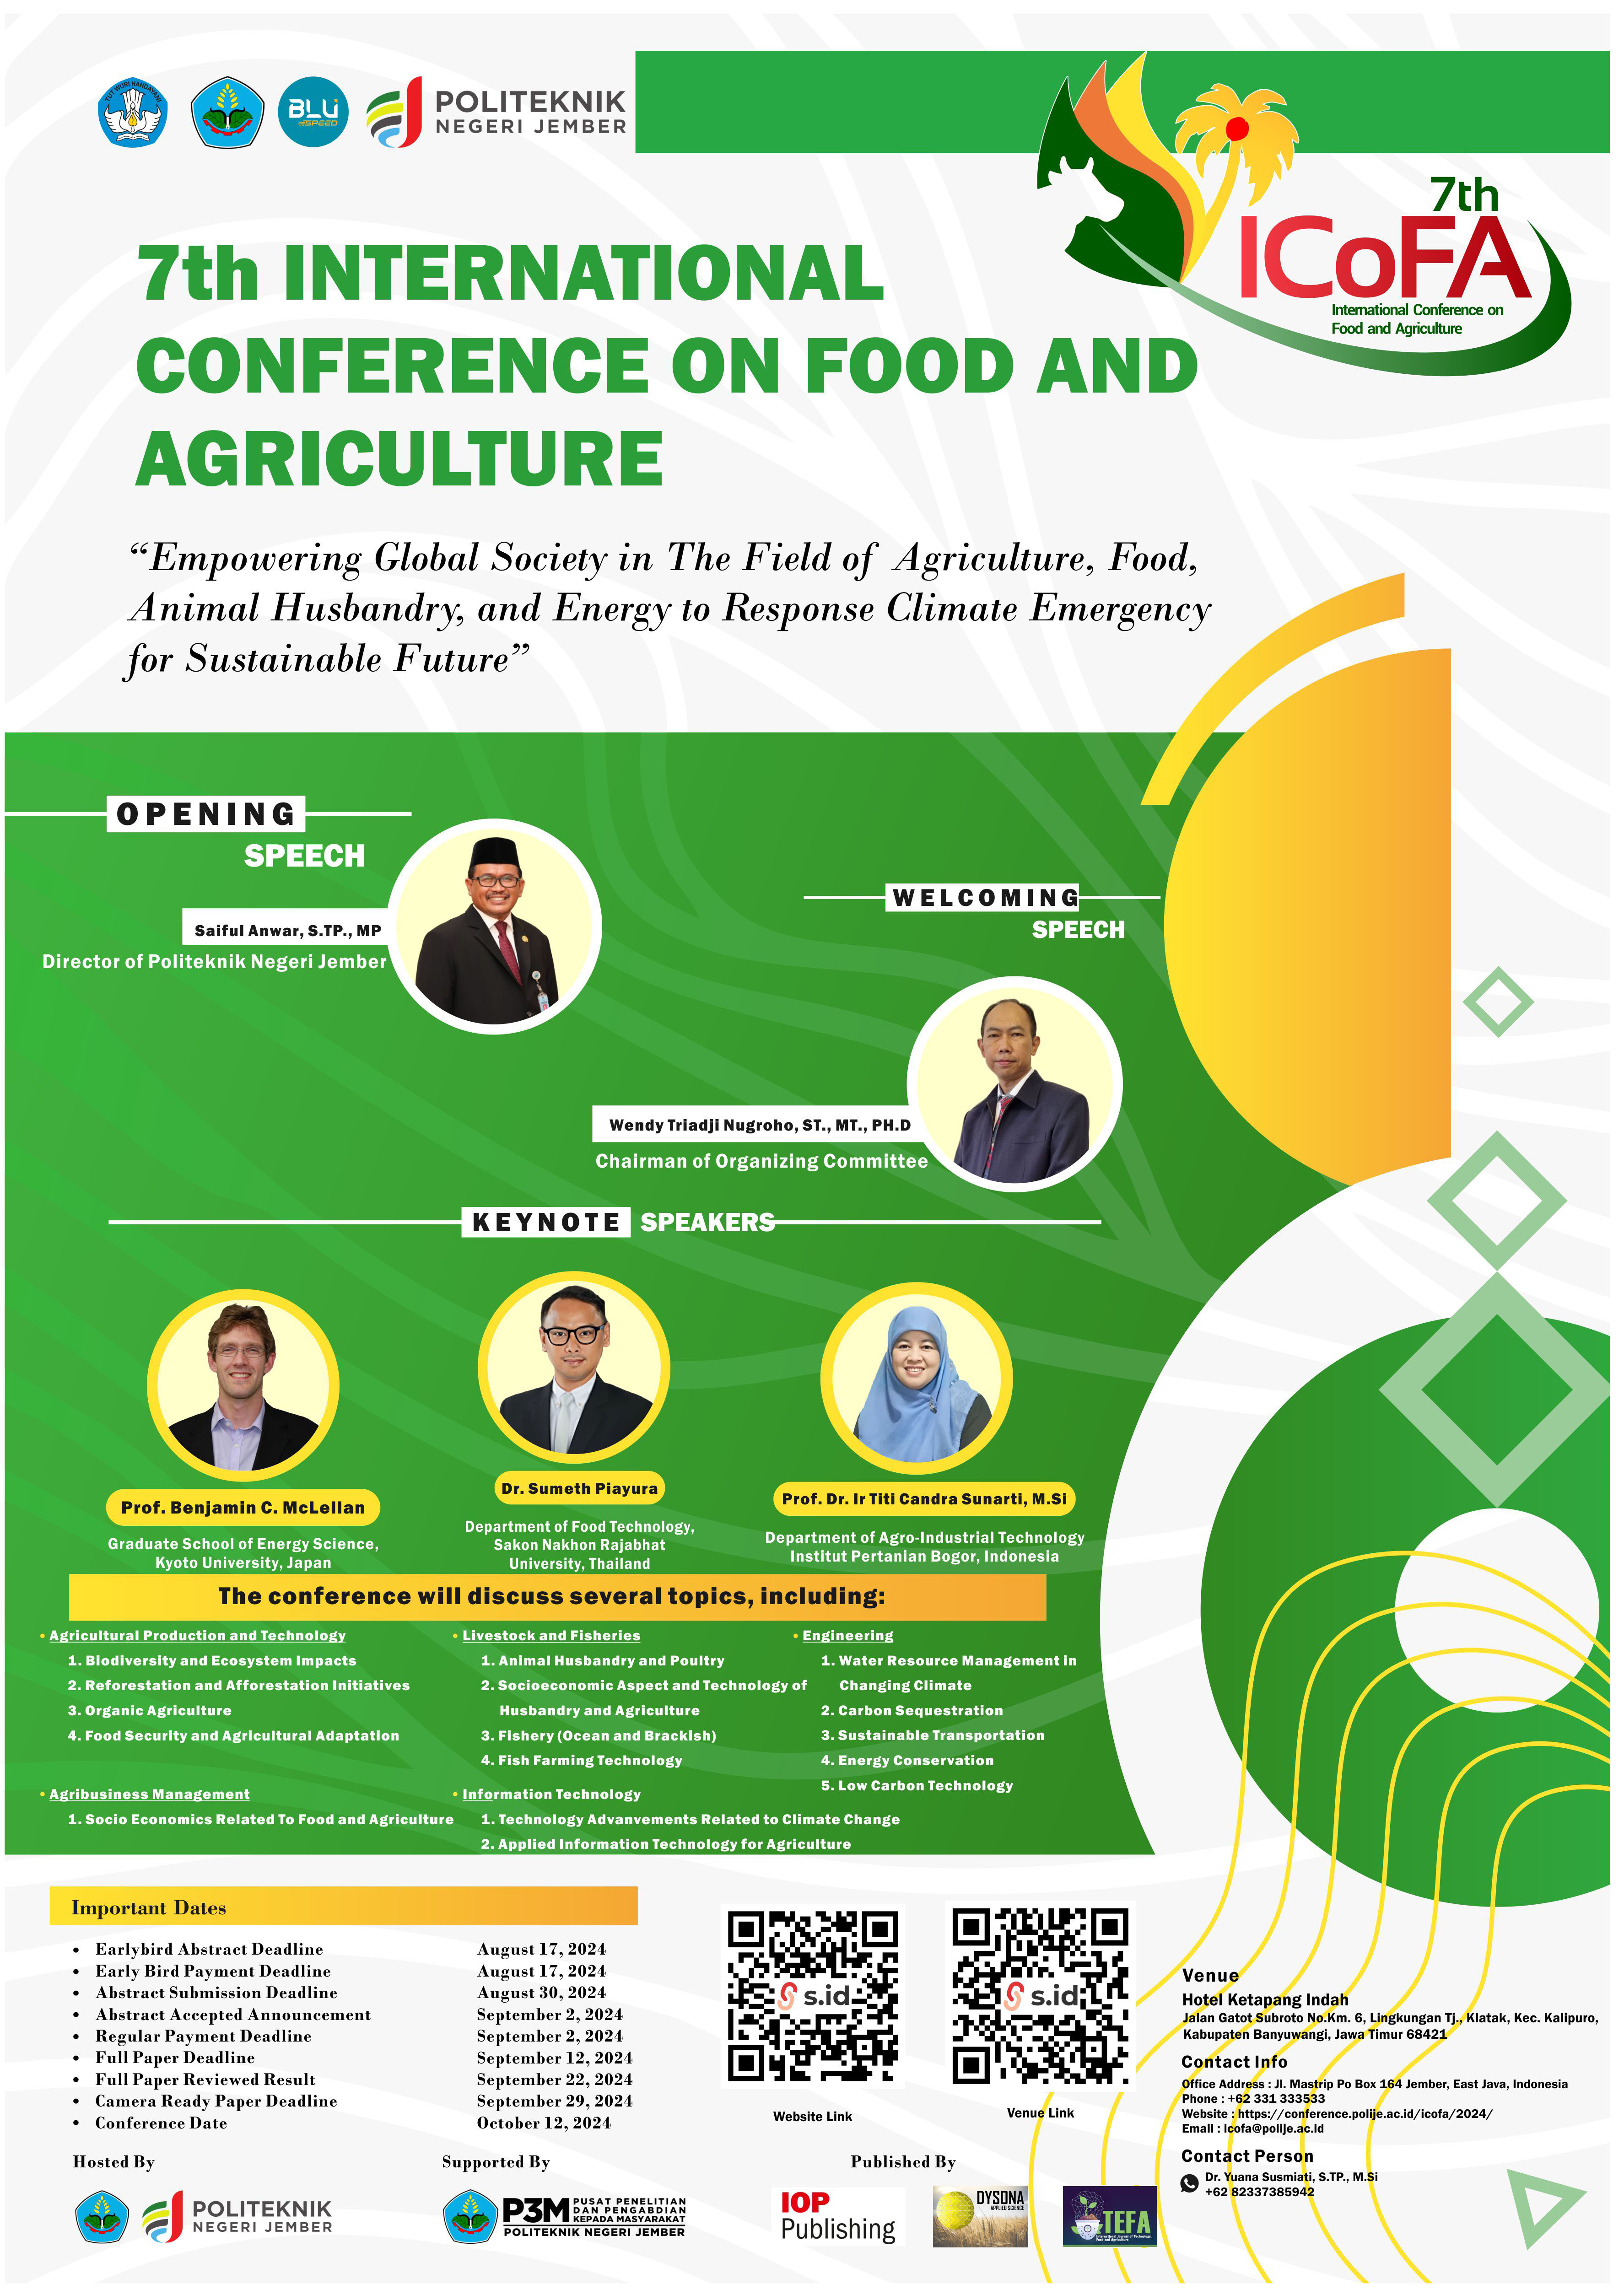 TUT WURI HANDAYANI
BLU
SPEED
POLITEKNIK
NEGERI JEMBER
7th
ICoFA
International Conference on
Food and Agriculture
7th INTERNATIONAL
CONFERENCE ON FOOD AND
AGRICULTURE
“Empowering Global Society in The Field of Agriculture, Food,
Animal Husbandry, and Energy to Response Climate Emergency
for Sustainable Future”
OPENING
SPEECH
Saiful Anwar, S.TP., MP
Director of Politeknik Negeri Jember
WELCOMING
SPEECH
Wendy Triadji Nugroho, ST., MT., PH.D
Chairman of Organizing Committee
KEYNOTE SPEAKERS
Prof. Benjamin C. McLellan
Graduate School of Energy Science,
Kyoto University, Japan
Dr. Sumeth Piayura
Department of Food Technology,
Sakon Nakhon Rajabhat
University, Thailand
Prof. Dr. Ir Titi Candra Sunarti, M.Si
Department of Agro-Industrial Technology
Institut Pertanian Bogor, Indonesia
The conference will discuss several topics, including:
• Agricultural Production and Technology
1. Biodiversity and Ecosystem Impacts
2. Reforestation and Afforestation Initiatives
3. Organic Agriculture
4. Food Security and Agricultural Adaptation
• Agribusiness Management
1. Socio Economics Related To Food and Agriculture
• Livestock and Fisheries
1. Animal Husbandry and Poultry
2. Socioeconomic Aspect and Technology of
Husbandry and Agriculture
3. Fishery (Ocean and Brackish)
4. Fish Farming Technology
• Information Technology
1. Technology Advanvements Related to Climate Change
2. Applied Information Technology for Agriculture
• Engineering
1. Water Resource Management in
Changing Climate
2. Carbon Sequestration
3. Sustainable Transportation
4. Energy Conservation
5. Low Carbon Technology
Important Dates
• Earlybird Abstract Deadline August 17, 2024
• Early Bird Payment Deadline August 17, 2024
• Abstract Submission Deadline August 30, 2024
• Abstract Accepted Announcement September 2, 2024
• Regular Payment Deadline September 2, 2024
• Full Paper Deadline September 12, 2024
• Full Paper Reviewed Result September 22, 2024
• Camera Ready Paper Deadline September 29, 2024
• Conference Date October 12, 2024
s.id
Website Link
s.id
Venue Link
Venue
Hotel Ketapang Indah
Jalan Gatot Subroto No.Km. 6, Lingkungan Tj., Klatak, Kec. Kalipuro,
Kabupaten Banyuwangi, Jawa Timur 68421
Contact Info
Office Address : Jl. Mastrip Po Box 164 Jember, East Java, Indonesia
Phone : +62 331 333533
Website : https://conference.polije.ac.id/icofa/2024/
Email : icofa@polije.ac.id
Contact Person
Dr. Yuana Susmiati, S.TP., M.Si
+62 82337385942
Hosted By
POLITEKNIK
NEGERI JEMBER
Supported By
P3M PUSAT PENELITIAN
DAN PENGABDIAN
KEPADA MASYARAKAT
POLITEKNIK NEGERI JEMBER
Published By
IOP
Publishing
DYSONA
APPLIED SCIENCE
TEFA
International Journal of Technology,
Food and Agriculture